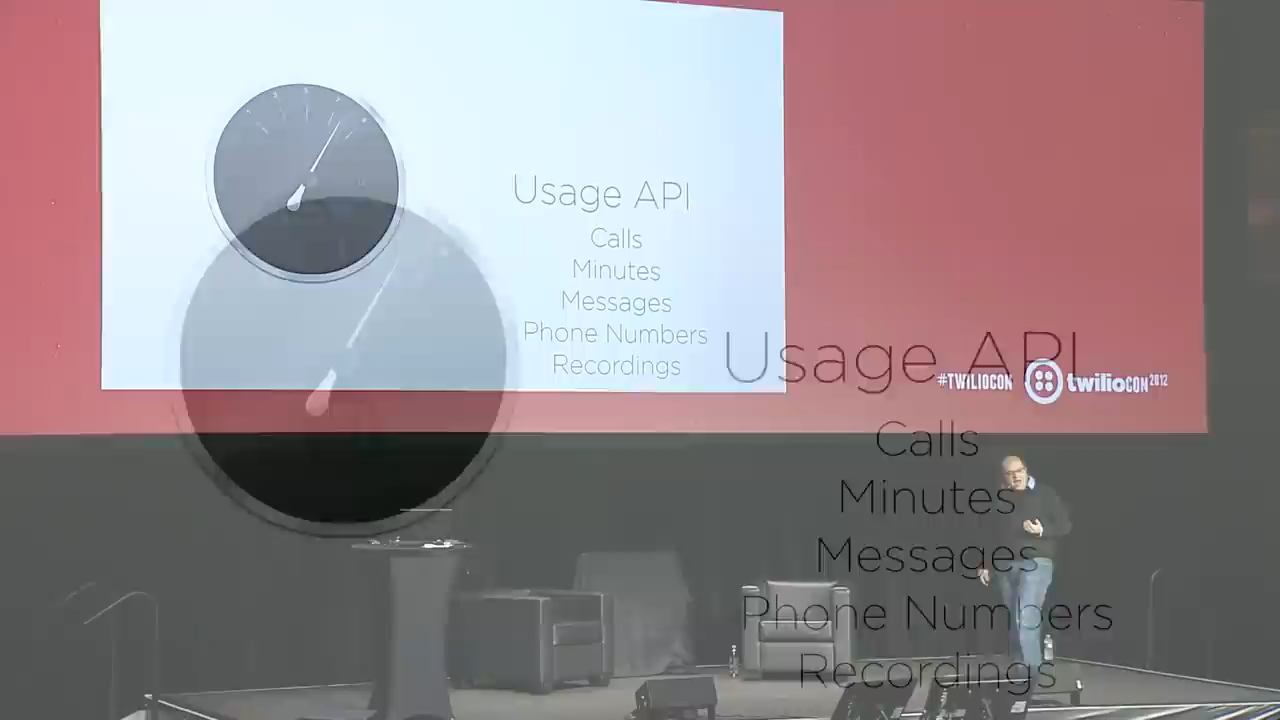 Usage API
Calls
Minutes
Messages
Phone Numbers
Recordings
#TWILIOCON twilioCON2012
Usage API
Calls
Minutes
Messages
Phone Numbers
Recordings